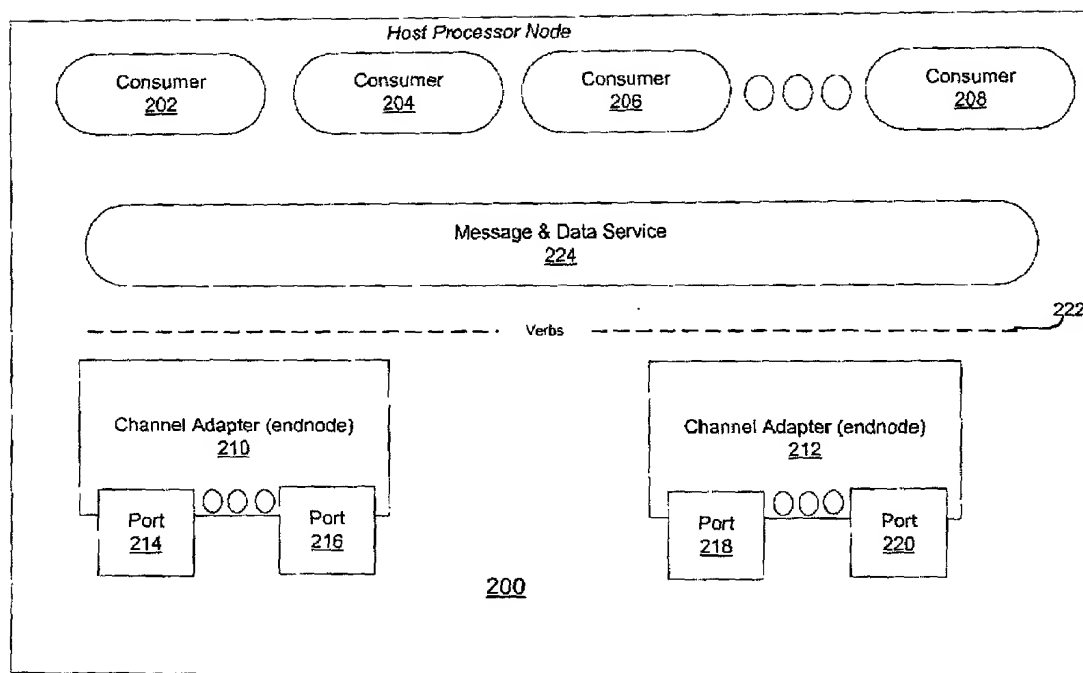 Host Processor Node
Consumer
202
Consumer
204
Consumer
206
Consumer
208
Message & Data Service
224
Verbs
222
Channel Adapter (endnode)
210
Channel Adapter (endnode)
212
Port
214
Port
216
Port
218
Port
220
200